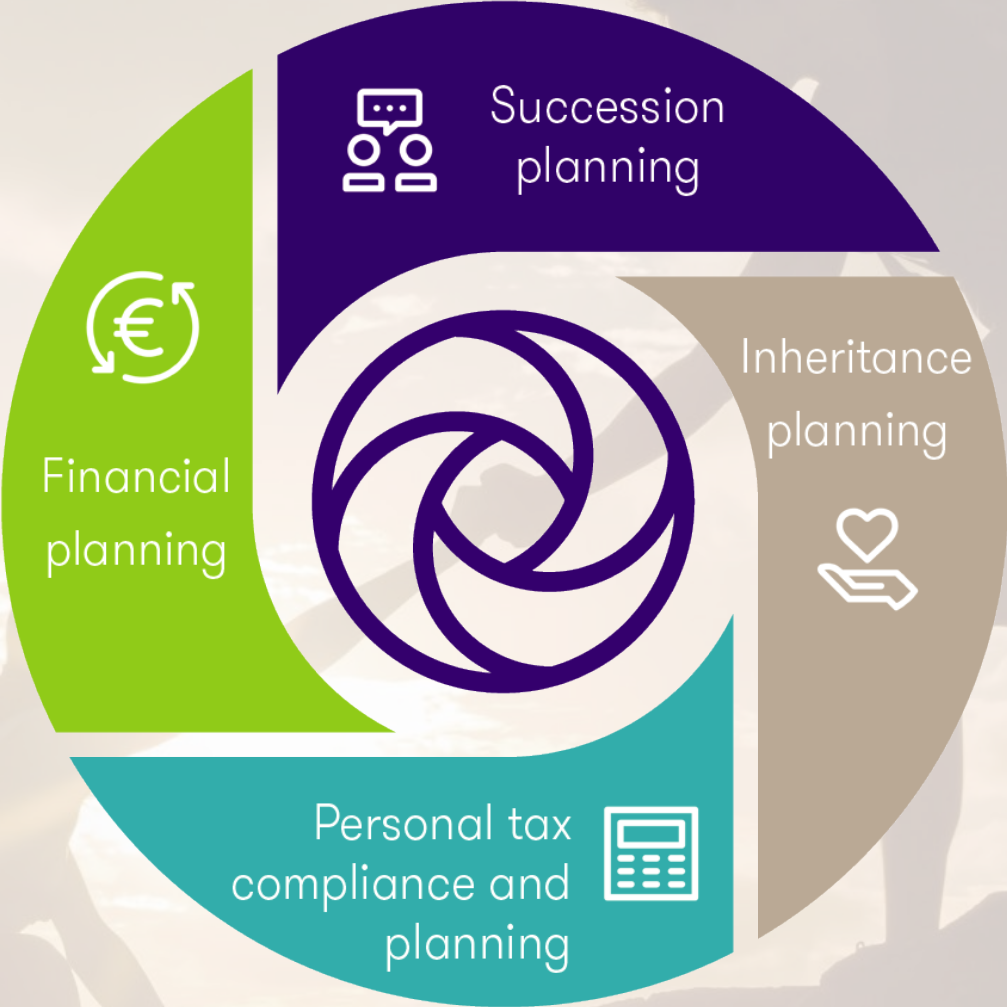 Succession
planning
Inheritance
planning
Personal tax
compliance and
planning
Financial
planning